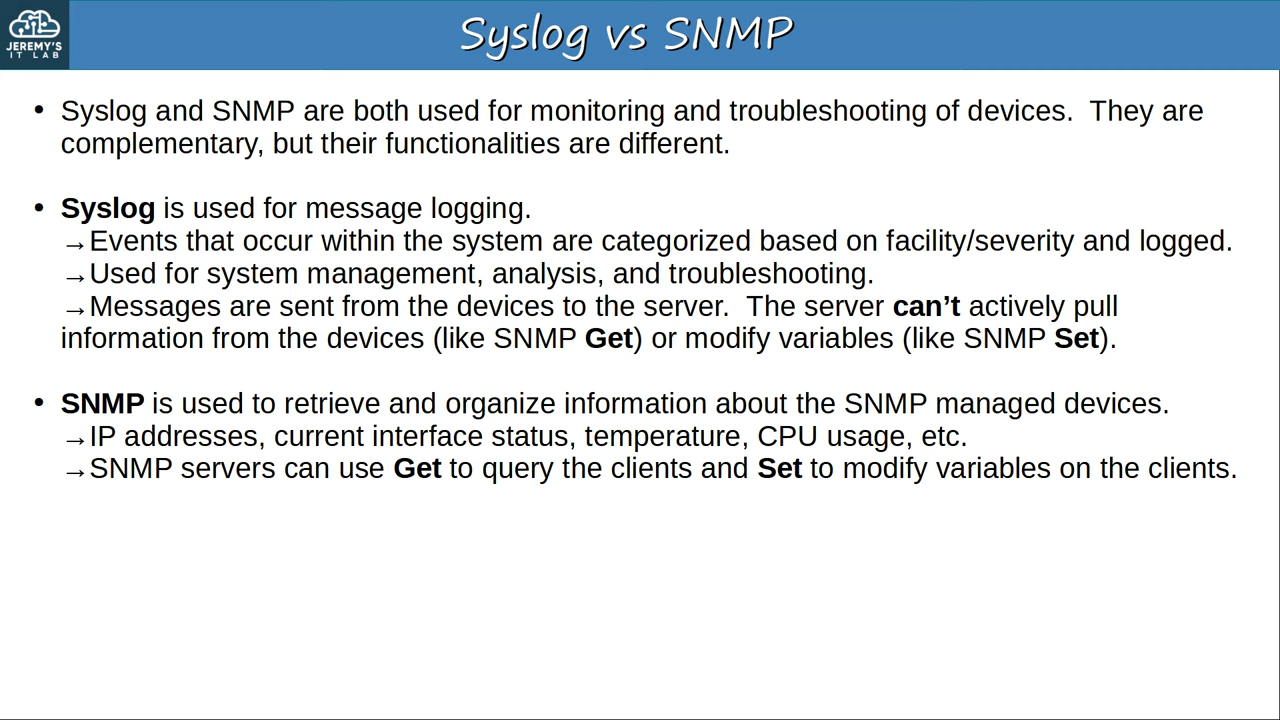 JEREMY'S
IT LAB
Syslog vs SNMP
• Syslog and SNMP are both used for monitoring and troubleshooting of devices.  They are
complementary, but their functionalities are different.
• Syslog is used for message logging.
→Events that occur within the system are categorized based on facility/severity and logged.
→Used for system management, analysis, and troubleshooting.
→Messages are sent from the devices to the server.  The server can’t actively pull
information from the devices (like SNMP Get) or modify variables (like SNMP Set).
• SNMP is used to retrieve and organize information about the SNMP managed devices.
→IP addresses, current interface status, temperature, CPU usage, etc.
→SNMP servers can use Get to query the clients and Set to modify variables on the clients.